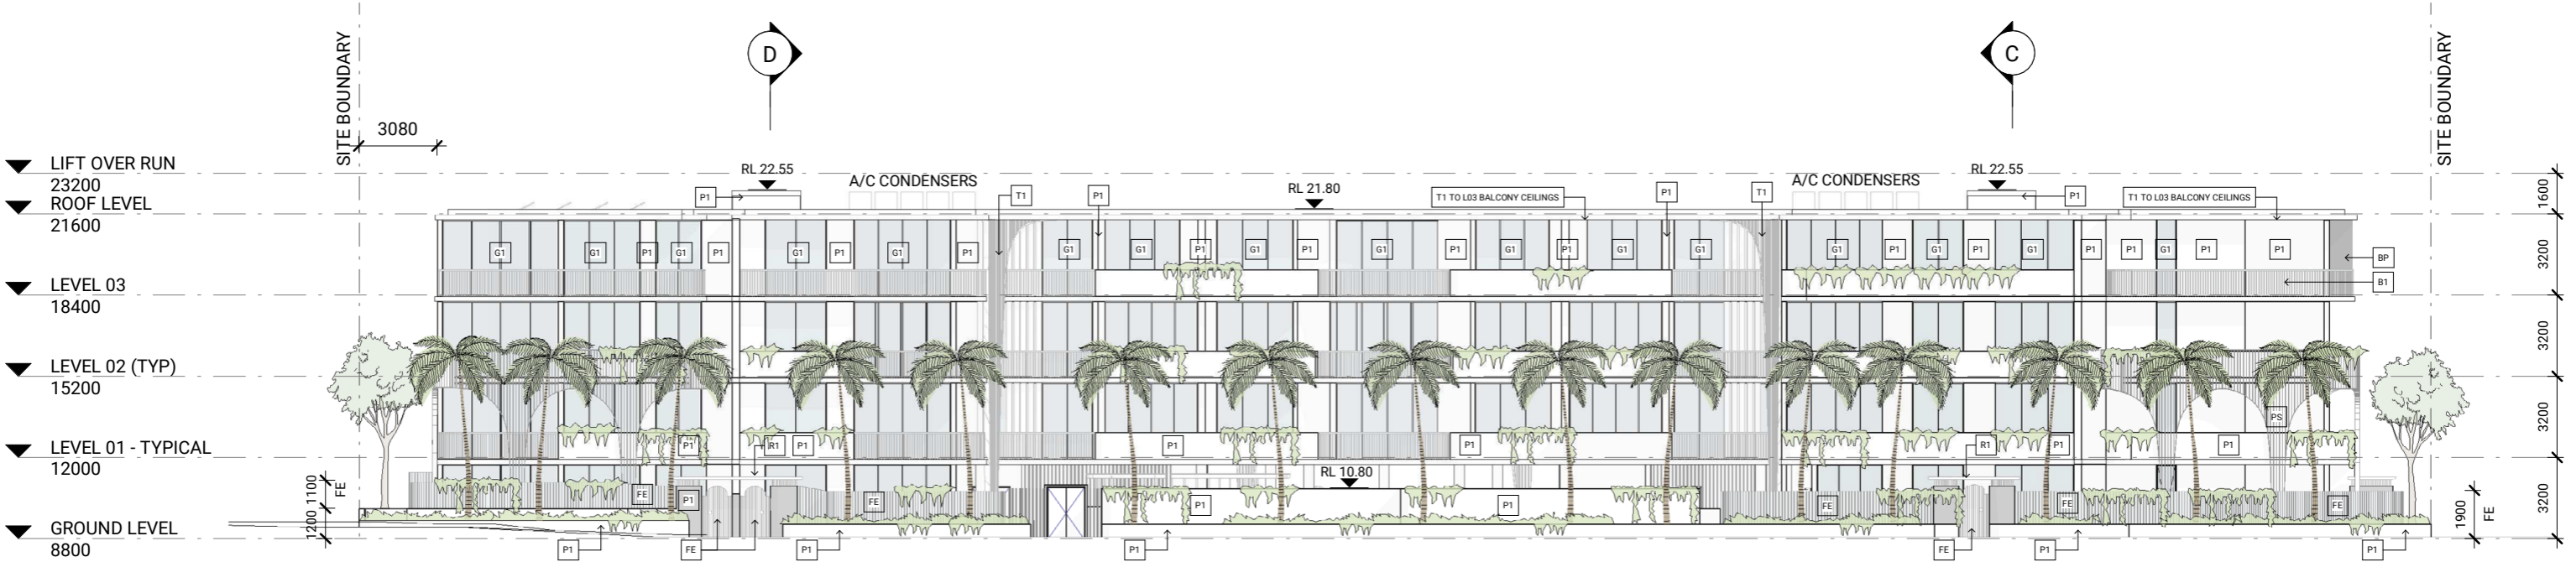 D
C
SITE BOUNDARY
SITE BOUNDARY
3080
LIFT OVER RUN
23200
ROOF LEVEL
21600
LEVEL 03
18400
LEVEL 02 (TYP)
15200
LEVEL 01 - TYPICAL
12000
GROUND LEVEL
8800
RL 22.55
A/C CONDENSERS
RL 21.80
A/C CONDENSERS
RL 22.55
P1
T1
P1
T1 TO L03 BALCONY CEILINGS
P1
T1
P1
T1 TO L03 BALCONY CEILINGS
G1
G1
P1
G1
P1
G1
P1
G1
P1
G1
G1
P1
G1
P1
G1
P1
G1
P1
G1
G1
G1
P1
G1
P1
G1
P1
P1
G1
P1
P1
BP
B1
PS
P1
R1
P1
P1
P1
R1
P1
P1
RL 10.80
FE
P1
FE
P1
P1
FE
FE
FE
P1
FE
P1
P1
FE
P1
P1
1100
FE
1200
1600
3200
3200
3200
3200
1900
FE